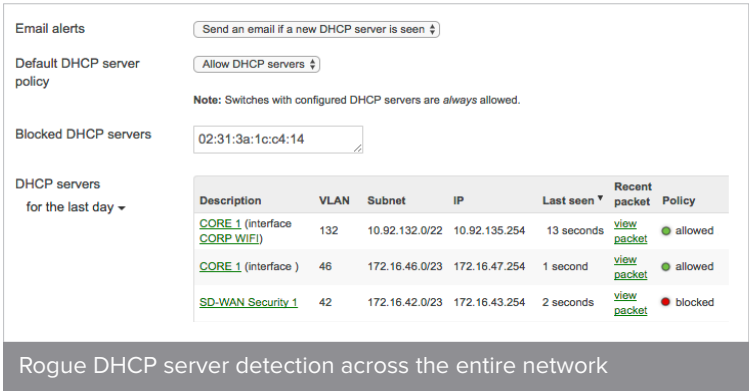 Email alerts
Send an email if a new DHCP server is seen
Default DHCP server
policy
Allow DHCP servers
Note: Switches with configured DHCP servers are always allowed.
Blocked DHCP servers
02:31:3a:1c:c4:14
DHCP servers
for the last day
Description VLAN Subnet IP Last seen Recent packet Policy
CORE 1 (interface CORP WIFI) 132 10.92.132.0/22 10.92.135.254 13 seconds view packet allowed
CORE 1 (interface ) 46 172.16.46.0/23 172.16.47.254 1 second view packet allowed
SD-WAN Security 1 42 172.16.42.0/23 172.16.43.254 2 seconds view packet blocked
Rogue DHCP server detection across the entire network